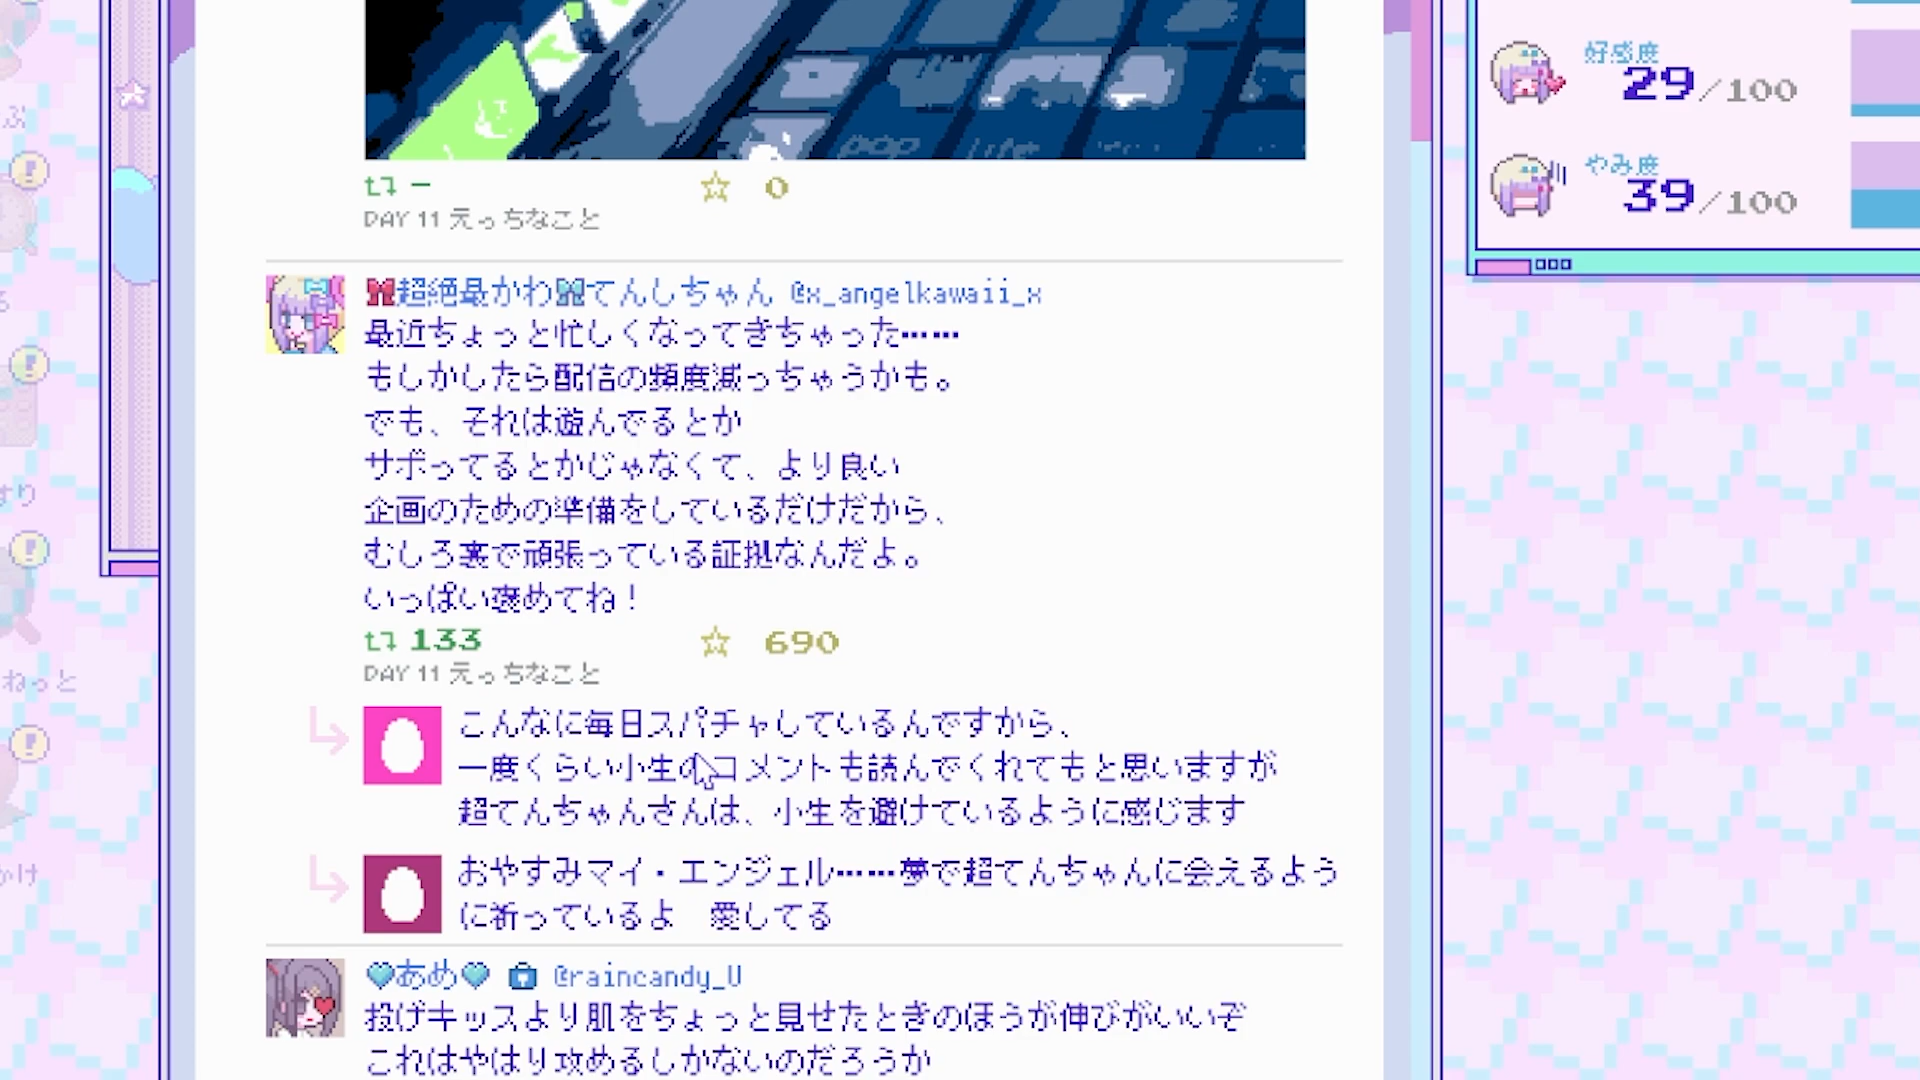 pop life
– 0
DAY 11 えっちなこと
超絶最かわてんしちゃん @x_angelkawaii_x
最近ちょっと忙しくなってきちゃった……
もしかしたら配信の頻度減っちゃうかも。
でも、それは遊んでるとか
サボってるとかじゃなくて、より良い
企画のための準備をしているだけだから、
むしろ裏で頑張っている証拠なんだよ。
いっぱい褒めてね！
133 690
DAY 11 えっちなこと
こんなに毎日スパチャしているんですから、
一度くらい小生のコメントも読んでくれてもと思いますが
超てんちゃんさんは、小生を避けているように感じます
おやすみマイ・エンジェル……夢で超てんちゃんに会えるよう
に祈っているよ　愛してる
あめ @raincandy_U
投げキッスより肌をちょっと見せたときのほうが伸びがいいぞ
これはやはり攻めるしかないのだろうか
好感度
29/100
やみ度
39/100
ぶ
ろ
すり
ねっと
かけ